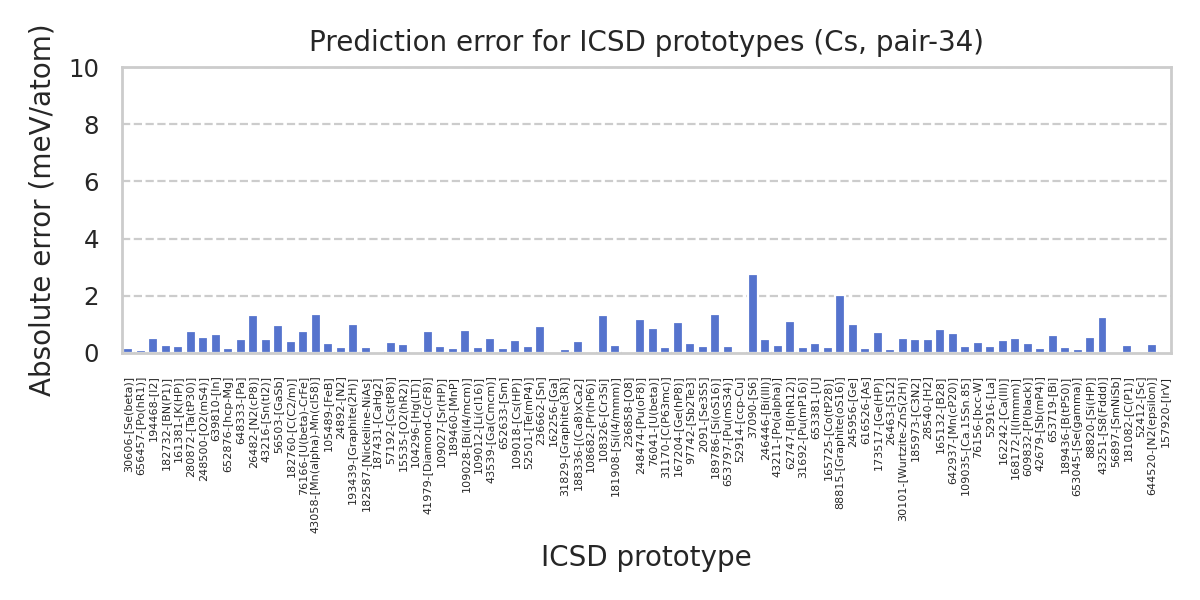 Prediction error for ICSD prototypes (Cs, pair-34)
Absolute error (meV/atom)
10
8
6
4
2
0
30606-[Se(beta)]
656457-[Po(hR1)]
194468-[I2]
182732-[BN(P1)]
161381-[K(HP)]
280872-[Ta(tP30)]
248500-[O2(mS4)]
639810-[In]
652876-[hcp-Mg]
648333-[Pa]
26482-[N2(cP8)]
43216-[Sn(tI2)]
56503-[GaSb]
182760-[C(C2/m)]
76166-[U(beta)-CrFe]
43058-[Mn(alpha)-Mn(cI58)]
105489-[FeB]
24892-[N2]
193439-[Graphite(2H)]
182587-[Nickeline-NiAs]
187431-[CaHg2]
57192-[Cs(tP8)]
15535-[O2(hR2)]
104296-[Hg(LT)]
41979-[Diamond-C(cF8)]
109027-[Sr(HP)]
189460-[MnP]
109028-[Bi(I4/mcm)]
109012-[Li(cI16)]
43539-[Ga(Cmcm)]
652633-[Sm]
109018-[Cs(HP)]
52501-[Te(mP4)]
236662-[Sn]
162256-[Ga]
31829-[Graphite(3R)]
188336-[(Ca8)xCa2]
108682-[Pr(hP6)]
108326-[Cr3Si]
181908-[Si(I4/mmm)]
236858-[O8]
248474-[Pu(oF8)]
76041-[U(beta)]
31170-[C(P63mc)]
167204-[Ge(hP8)]
97742-[Sb2Te3]
2091-[Se3S5]
189786-[Si(oS16)]
653797-[Pu(mS34)]
52914-[ccp-Cu]
37090-[S6]
246446-[Bi(III)]
43211-[Po(alpha)]
62747-[B(hR12)]
31692-[Pu(mP16)]
653381-[U]
165725-[Co(tP28)]
88815-[Graphite(oS16)]
245956-[Ge]
616526-[As]
173517-[Ge(HP)]
26463-[S12]
30101-[Wurtzite-ZnS(2H)]
185973-[C3N2]
28540-[H2]
165132-[B28]
642937-[Mn(cP20)]
109035-[Ca.15Sn.85]
76156-[bcc-W]
52916-[La]
162242-[Ca(III)]
168172-[I(Immm)]
609832-[P(black)]
42679-[Sb(mP4)]
189436-[B(tP50)]
653719-[Bi]
653045-[Se(gamma)]
88820-[Si(HP)]
43251-[S8(Fddd)]
56897-[SmNiSb]
181082-[C(P1)]
52412-[Sc]
644520-[N2(epsilon)]
157920-[IrV]
ICSD prototype